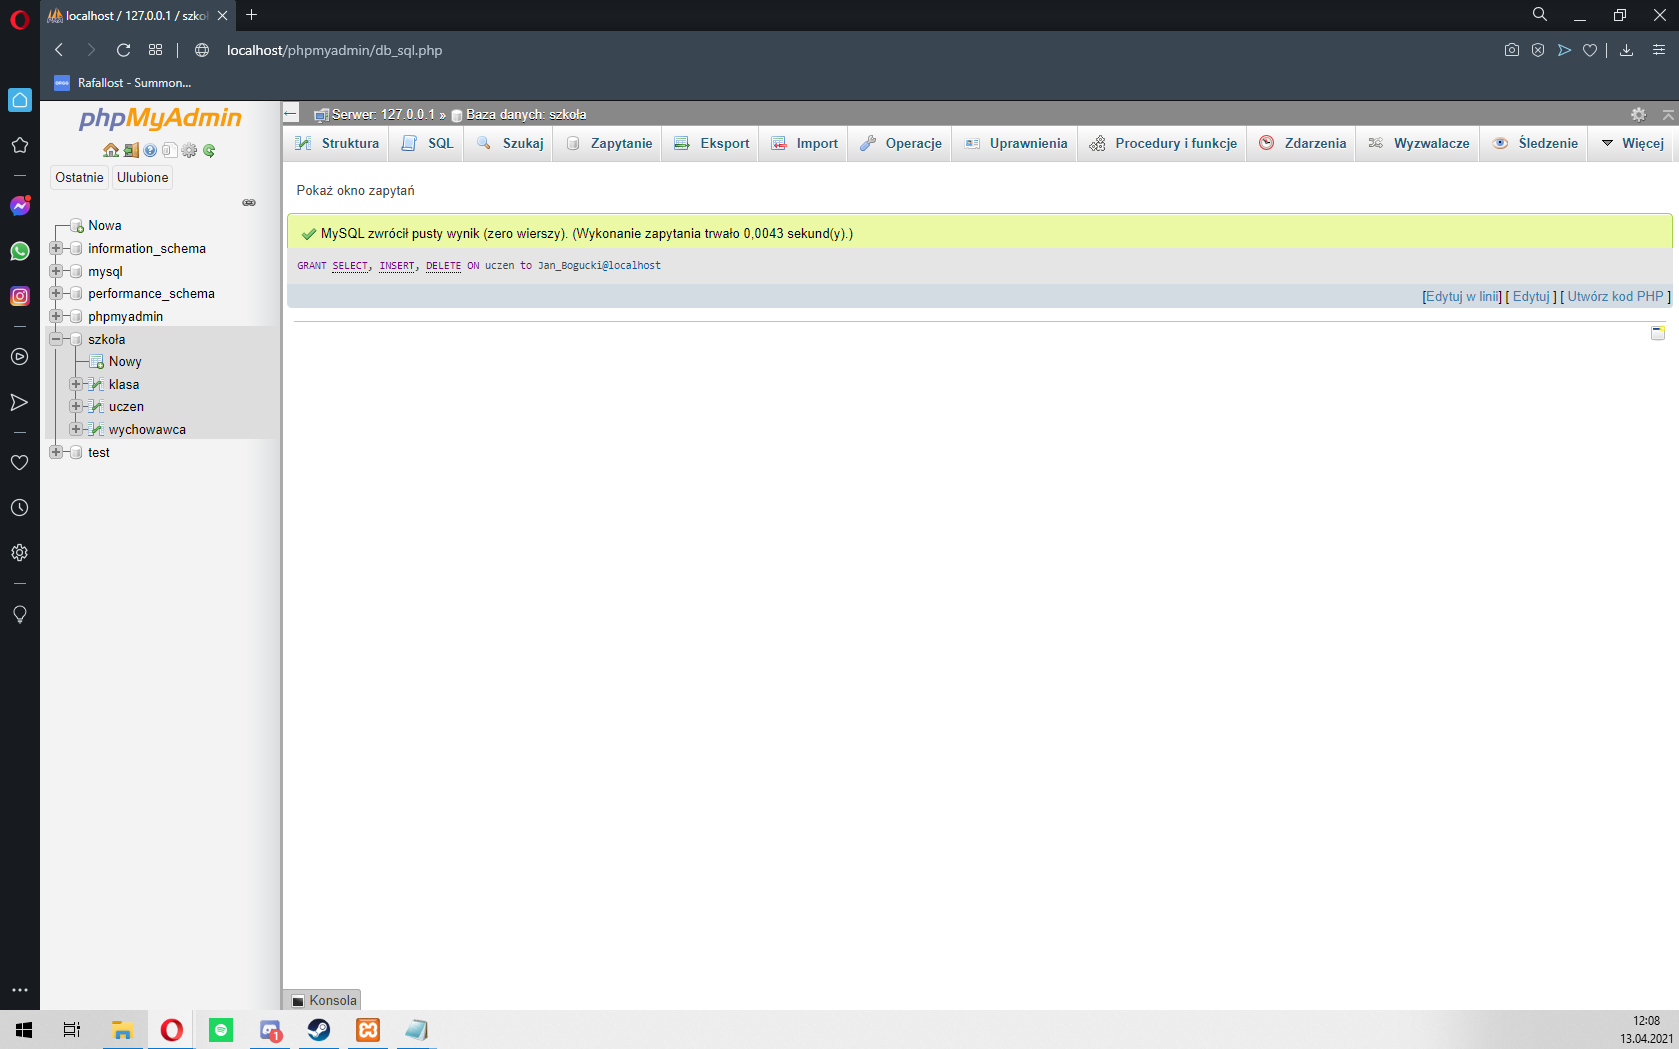 localhost / 127.0.0.1 / szko
localhost/phpmyadmin/db_sql.php
Rafallost - Summon...
phpMyAdmin
Ostatnie Ulubione
Nowa
information_schema
mysql
performance_schema
phpmyadmin
szkoła
Nowy
klasa
uczen
wychowawca
test
Serwer: 127.0.0.1 » Baza danych: szkoła
Struktura SQL Szukaj Zapytanie Eksport Import Operacje Uprawnienia Procedury i funkcje Zdarzenia Wyzwalacze Śledzenie Więcej
Pokaż okno zapytań
MySQL zwrócił pusty wynik (zero wierszy). (Wykonanie zapytania trwało 0,0043 sekund(y).)
GRANT SELECT, INSERT, DELETE ON uczen to Jan_Bogucki@localhost
[Edytuj w linii] [ Edytuj ] [ Utwórz kod PHP ]
Konsola
1
12:08
13.04.2021